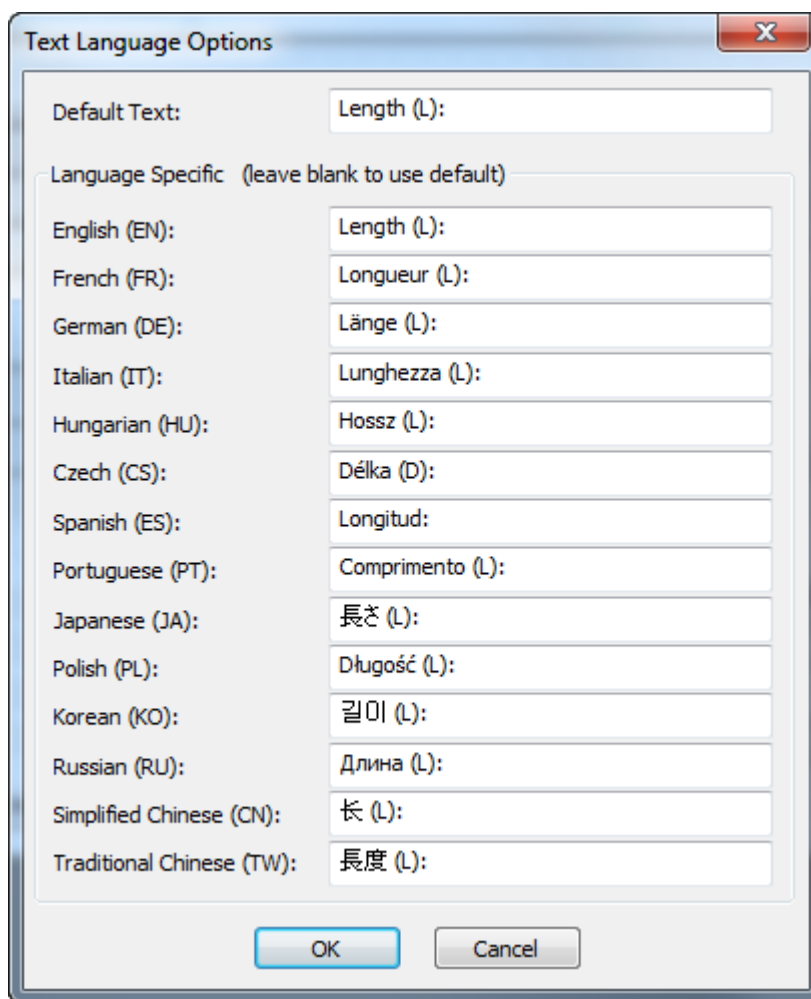 Text Language Options
Default Text: Length (L):
Language Specific (leave blank to use default)
English (EN): Length (L):
French (FR): Longueur (L):
German (DE): Länge (L):
Italian (IT): Lunghezza (L):
Hungarian (HU): Hossz (L):
Czech (CS): Délka (D):
Spanish (ES): Longitud:
Portuguese (PT): Comprimento (L):
Japanese (JA): 長さ (L):
Polish (PL): Długość (L):
Korean (KO): 길이 (L):
Russian (RU): Длина (L):
Simplified Chinese (CN): 长 (L):
Traditional Chinese (TW): 長度 (L):
OK Cancel